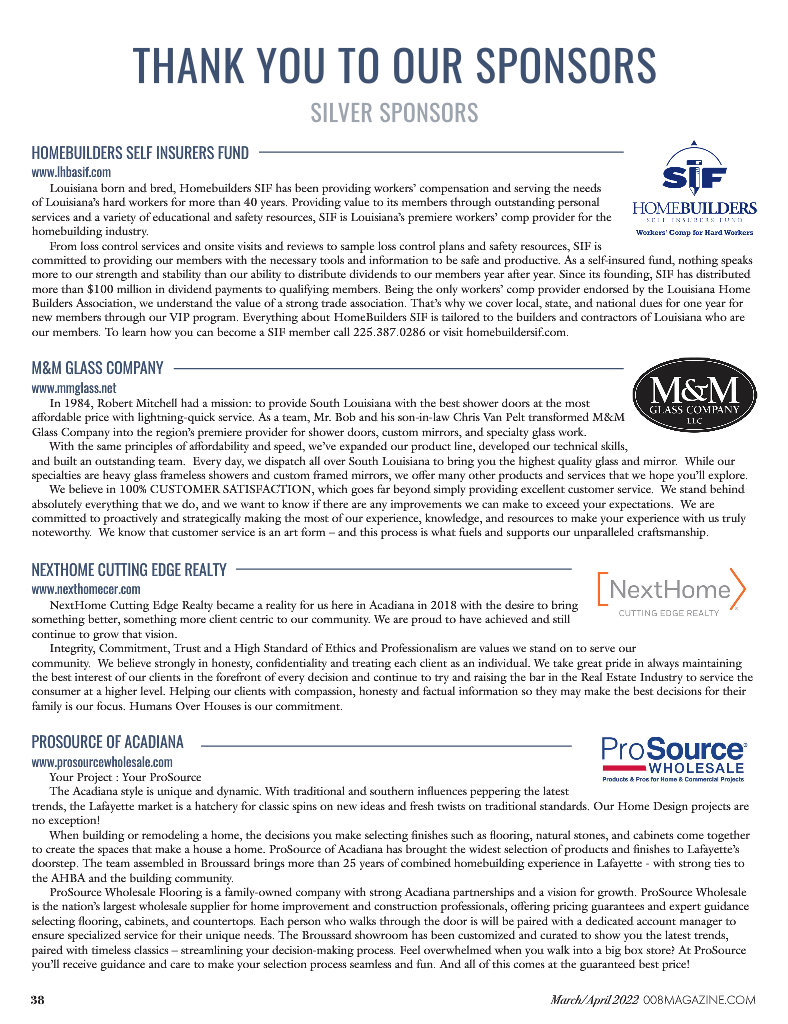 THANK YOU TO OUR SPONSORS
SILVER SPONSORS
HOMEBUILDERS SELF INSURERS FUND
www.lhbasif.com
SIF
HOMEBUILDERS
SELF INSURERS FUND
Workers' Comp for Hard Workers
Louisiana born and bred, Homebuilders SIF has been providing workers' compensation and serving the needs
of Louisiana's hard workers for more than 40 years. Providing value to its members through outstanding personal
services and a variety of educational and safety resources, SIF is Louisiana's premiere workers' comp provider for the
homebuilding industry.
From loss control services and onsite visits and reviews to sample loss control plans and safety resources, SIF is
committed to providing our members with the necessary tools and information to be safe and productive. As a self-insured fund, nothing speaks
more to our strength and stability than our ability to distribute dividends to our members year after year. Since its founding, SIF has distributed
more than $100 million in dividend payments to qualifying members. Being the only workers' comp provider endorsed by the Louisiana Home
Builders Association, we understand the value of a strong trade association. That's why we cover local, state, and national dues for one year for
new members through our VIP program. Everything about HomeBuilders SIF is tailored to the builders and contractors of Louisiana who are
our members. To learn how you can become a SIF member call 225.387.0286 or visit homebuildersif.com.
M&M GLASS COMPANY
www.mmglass.net
M&M
GLASS COMPANY
LLC
In 1984, Robert Mitchell had a mission: to provide South Louisiana with the best shower doors at the most
affordable price with lightning-quick service. As a team, Mr. Bob and his son-in-law Chris Van Pelt transformed M&M
Glass Company into the region's premiere provider for shower doors, custom mirrors, and specialty glass work.
With the same principles of affordability and speed, we've expanded our product line, developed our technical skills,
and built an outstanding team. Every day, we dispatch all over South Louisiana to bring you the highest quality glass and mirror. While our
specialties are heavy glass frameless showers and custom framed mirrors, we offer many other products and services that we hope you'll explore.
We believe in 100% CUSTOMER SATISFACTION, which goes far beyond simply providing excellent customer service. We stand behind
absolutely everything that we do, and we want to know if there are any improvements we can make to exceed your expectations. We are
committed to proactively and strategically making the most of our experience, knowledge, and resources to make your experience with us truly
noteworthy. We know that customer service is an art form – and this process is what fuels and supports our unparalleled craftsmanship.
NEXTHOME CUTTING EDGE REALTY
www.nexthomecer.com
NextHome
CUTTING EDGE REALTY
NextHome Cutting Edge Realty became a reality for us here in Acadiana in 2018 with the desire to bring
something better, something more client centric to our community. We are proud to have achieved and still
continue to grow that vision.
Integrity, Commitment, Trust and a High Standard of Ethics and Professionalism are values we stand on to serve our
community. We believe strongly in honesty, confidentiality and treating each client as an individual. We take great pride in always maintaining
the best interest of our clients in the forefront of every decision and continue to try and raising the bar in the Real Estate Industry to service the
consumer at a higher level. Helping our clients with compassion, honesty and factual information so they may make the best decisions for their
family is our focus. Humans Over Houses is our commitment.
PROSOURCE OF ACADIANA
www.prosourcewholesale.com
ProSource®
WHOLESALE
Products & Pros for Home & Commercial Projects
Your Project : Your ProSource
The Acadiana style is unique and dynamic. With traditional and southern influences peppering the latest
trends, the Lafayette market is a hatchery for classic spins on new ideas and fresh twists on traditional standards. Our Home Design projects are
no exception!
When building or remodeling a home, the decisions you make selecting finishes such as flooring, natural stones, and cabinets come together
to create the spaces that make a house a home. ProSource of Acadiana has brought the widest selection of products and finishes to Lafayette's
doorstep. The team assembled in Broussard brings more than 25 years of combined homebuilding experience in Lafayette - with strong ties to
the AHBA and the building community.
ProSource Wholesale Flooring is a family-owned company with strong Acadiana partnerships and a vision for growth. ProSource Wholesale
is the nation's largest wholesale supplier for home improvement and construction professionals, offering pricing guarantees and expert guidance
selecting flooring, cabinets, and countertops. Each person who walks through the door is will be paired with a dedicated account manager to
ensure specialized service for their unique needs. The Broussard showroom has been customized and curated to show you the latest trends,
paired with timeless classics – streamlining your decision-making process. Feel overwhelmed when you walk into a big box store? At ProSource
you'll receive guidance and care to make your selection process seamless and fun. And all of this comes at the guaranteed best price!
38
March/April 2022 008MAGAZINE.COM